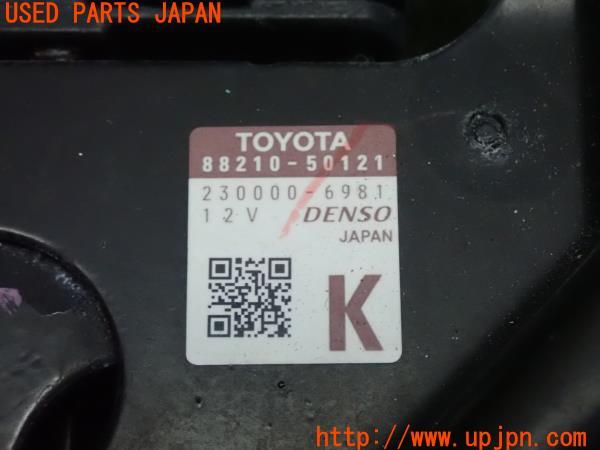 USED PARTS JAPAN
TOYOTA
88210-50121
230000-6981
12V DENSO
JAPAN
K
http://www.upjpn.com/